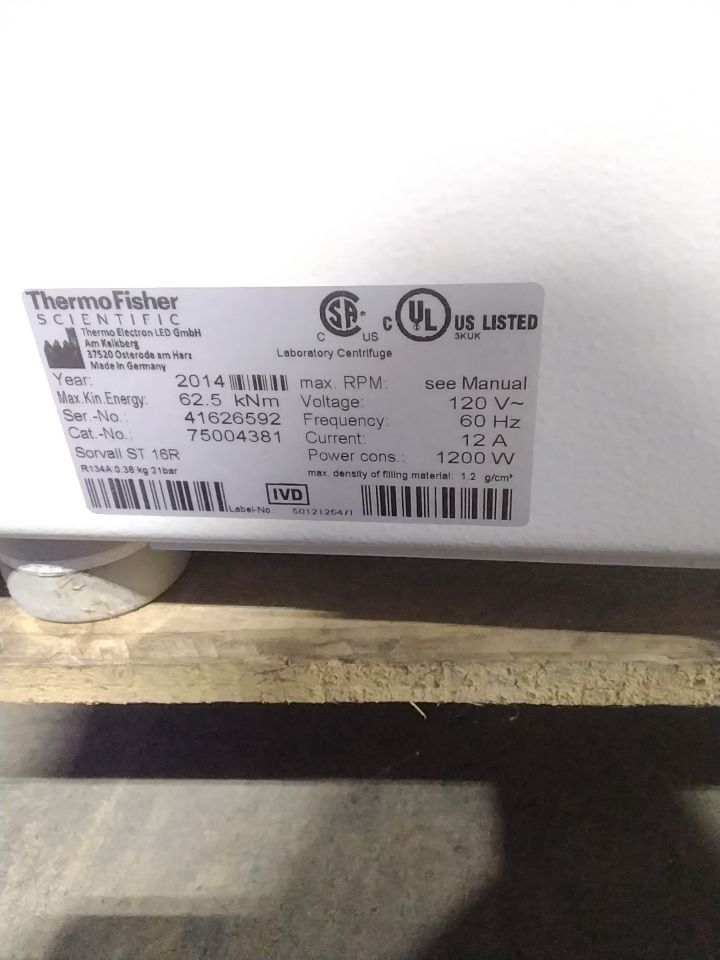 ThermoFisher
SCIENTIFIC
Thermo Electron LED GmbH
Am Kalkberg
37520 Osterode am Harz
Made in Germany
SA
C US
C UL US LISTED
3KUK
Laboratory Centrifuge
Year: 2014
Max.Kin.Energy: 62.5 kNm
Ser.-No.: 41626592
Cat.-No.: 75004381
Sorvall ST 16R
R134A 0.38 kg 21bar
max. RPM: see Manual
Voltage: 120 V~
Frequency: 60 Hz
Current: 12 A
Power cons.: 1200 W
max. density of filling material: 1.2 g/cm³
IVD
Label-No.: 50121254/1